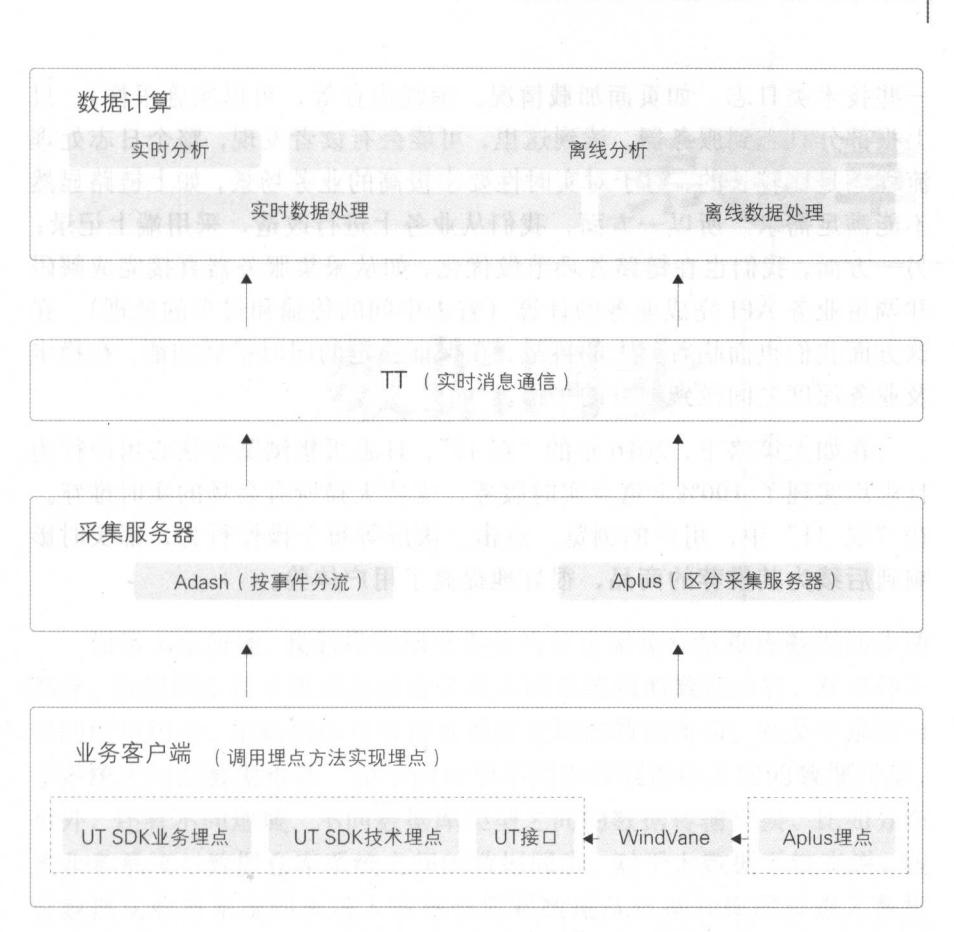 数据计算
实时分析 离线分析
实时数据处理 离线数据处理
TT （实时消息通信）
采集服务器
Adash（按事件分流） Aplus（区分采集服务器）
业务客户端 （调用埋点方法实现埋点）
UT SDK业务埋点 UT SDK技术埋点 UT接口 WindVane Aplus埋点